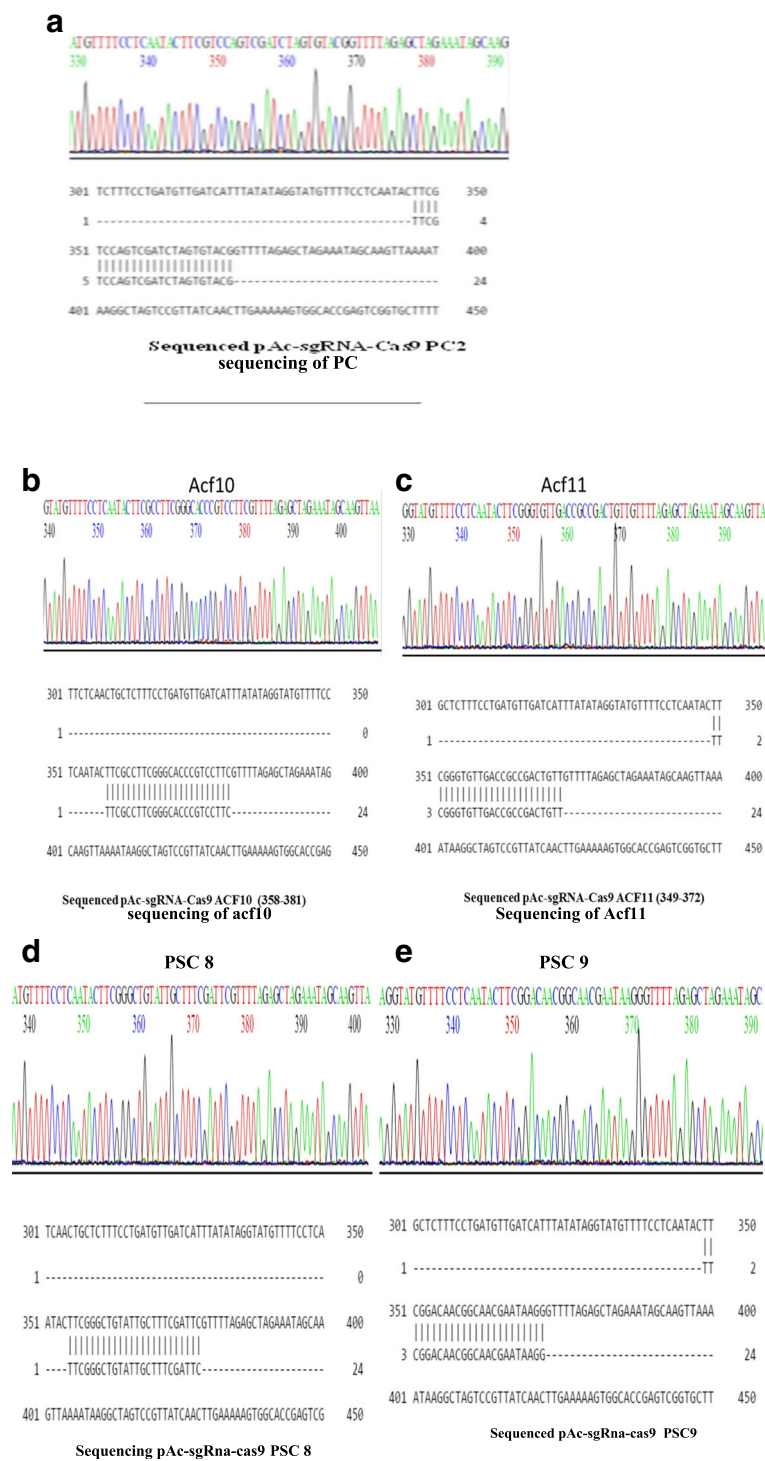 a
ATGTTTTCCTCAATACTTCGTCCAGTCGATCTAGTGTACGGTTTTAGAGCTAGAAATAGCAAG
330 340 350 360 370 380 390
301 TCTTTCCTGATGTTGATCATTTATATAGGTATGTTTTCCTCAATACTTCG 350
||||
1 ----------------------------------------------TTCG 4
351 TCCAGTCGATCTAGTGTACGGTTTTAGAGCTAGAAATAGCAAGTTAAAAT 400
||||||||||||||||||||
5 TCCAGTCGATCTAGTGTACG------------------------------ 24
401 AAGGCTAGTCCGTTATCAACTTGAAAAAGTGGCACCGAGTCGGTGCTTTT 450
Sequenced pAc-sgRNA-Cas9 PC2
sequencing of PC
b
Acf10
GTATGTTTTCCTCAATACTTCGCCTTCGGGCACCCGTCCTTCGTTTTAGAGCTAGAAATAGCAAGTTAA
340 350 360 370 380 390 400
301 TTCTCAACTGCTCTTTCCTGATGTTGATCATTTATATAGGTATGTTTTCC 350
1 -------------------------------------------------- 0
351 TCAATACTTCGCCTTCGGGCACCCGTCCTTCGTTTTAGAGCTAGAAATAG 400
||||||||||||||||||||||||
1 -------TTCGCCTTCGGGCACCCGTCCTTC------------------- 24
401 CAAGTTAAAATAAGGCTAGTCCGTTATCAACTTGAAAAAGTGGCACCGAG 450
Sequenced pAc-sgRNA-Cas9 ACF10 (358-381)
sequencing of acf10
c
Acf11
GGTATGTTTTCCTCAATACTTCGGGTGTTGACCGCCGACTGTTGTTTTAGAGCTAGAAATAGCAAGTTA
330 340 350 360 370 380 390
301 GCTCTTTCCTGATGTTGATCATTTATATAGGTATGTTTTCCTCAATACTT 350
||
1 ------------------------------------------------TT 2
351 CGGGTGTTGACCGCCGACTGTTGTTTTAGAGCTAGAAATAGCAAGTTAAA 400
||||||||||||||||||||||
3 CGGGTGTTGACCGCCGACTGTT---------------------------- 24
401 ATAAGGCTAGTCCGTTATCAACTTGAAAAAGTGGCACCGAGTCGGTGCTT 450
Sequenced pAc-sgRNA-Cas9 ACF11 (349-372)
Sequencing of Acf11
d
PSC 8
ATGTTTTCCTCAATACTTCGGGCTGTATTGCTTTCGATTCGTTTTAGAGCTAGAAATAGCAAGTTA
340 350 360 370 380 390 400
301 TCAACTGCTCTTTCCTGATGTTGATCATTTATATAGGTATGTTTTCCTCA 350
1 -------------------------------------------------- 0
351 ATACTTCGGGCTGTATTGCTTTCGATTCGTTTTAGAGCTAGAAATAGCAA 400
||||||||||||||||||||||||
1 ----TTCGGGCTGTATTGCTTTCGATTC---------------------- 24
401 GTTAAAATAAGGCTAGTCCGTTATCAACTTGAAAAAGTGGCACCGAGTCG 450
Sequencing pAc-sgRna-cas9 PSC 8
e
PSC 9
AGGTATGTTTTCCTCAATACTTCGGACAACGGCAACGAATAAGGGTTTTAGAGCTAGAAATAGC
330 340 350 360 370 380 390
301 GCTCTTTCCTGATGTTGATCATTTATATAGGTATGTTTTCCTCAATACTT 350
||
1 ------------------------------------------------TT 2
351 CGGACAACGGCAACGAATAAGGGTTTTAGAGCTAGAAATAGCAAGTTAAA 400
||||||||||||||||||||||
3 CGGACAACGGCAACGAATAAGG---------------------------- 24
401 ATAAGGCTAGTCCGTTATCAACTTGAAAAAGTGGCACCGAGTCGGTGCTT 450
Sequenced pAc-sgRna-cas9 PSC9